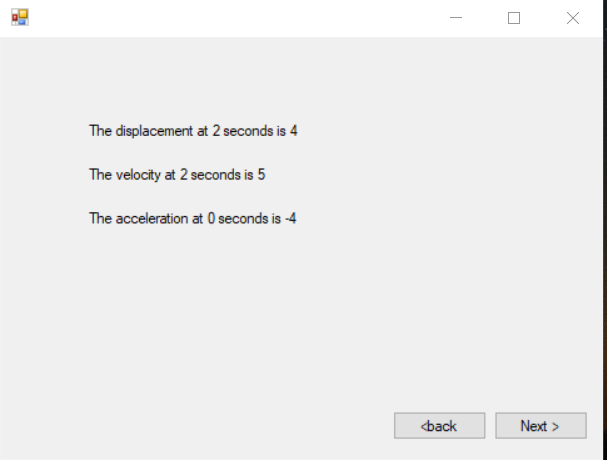 The displacement at 2 seconds is 4
The velocity at 2 seconds is 5
The acceleration at 0 seconds is -4
<back
Next >